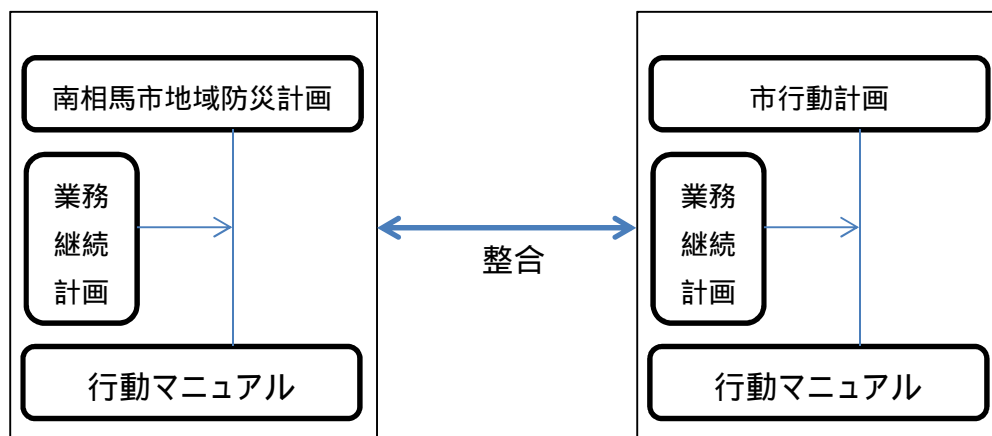 南相馬市地域防災計画
業務
継続
計画
行動マニュアル
整合
市行動計画
業務
継続
計画
行動マニュアル